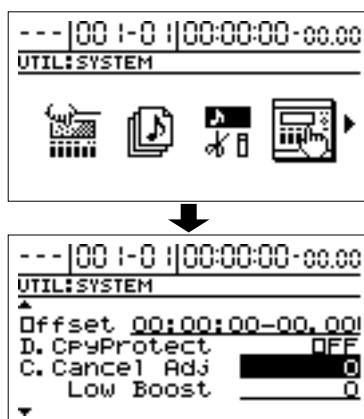 ---|001-01|00:00:00-00.00
UTIL:SYSTEM
---|001-01|00:00:00-00.00
UTIL:SYSTEM
Offset 00:00:00-00.00
D.CpyProtect OFF
C.Cancel Adj 0
Low Boost 0